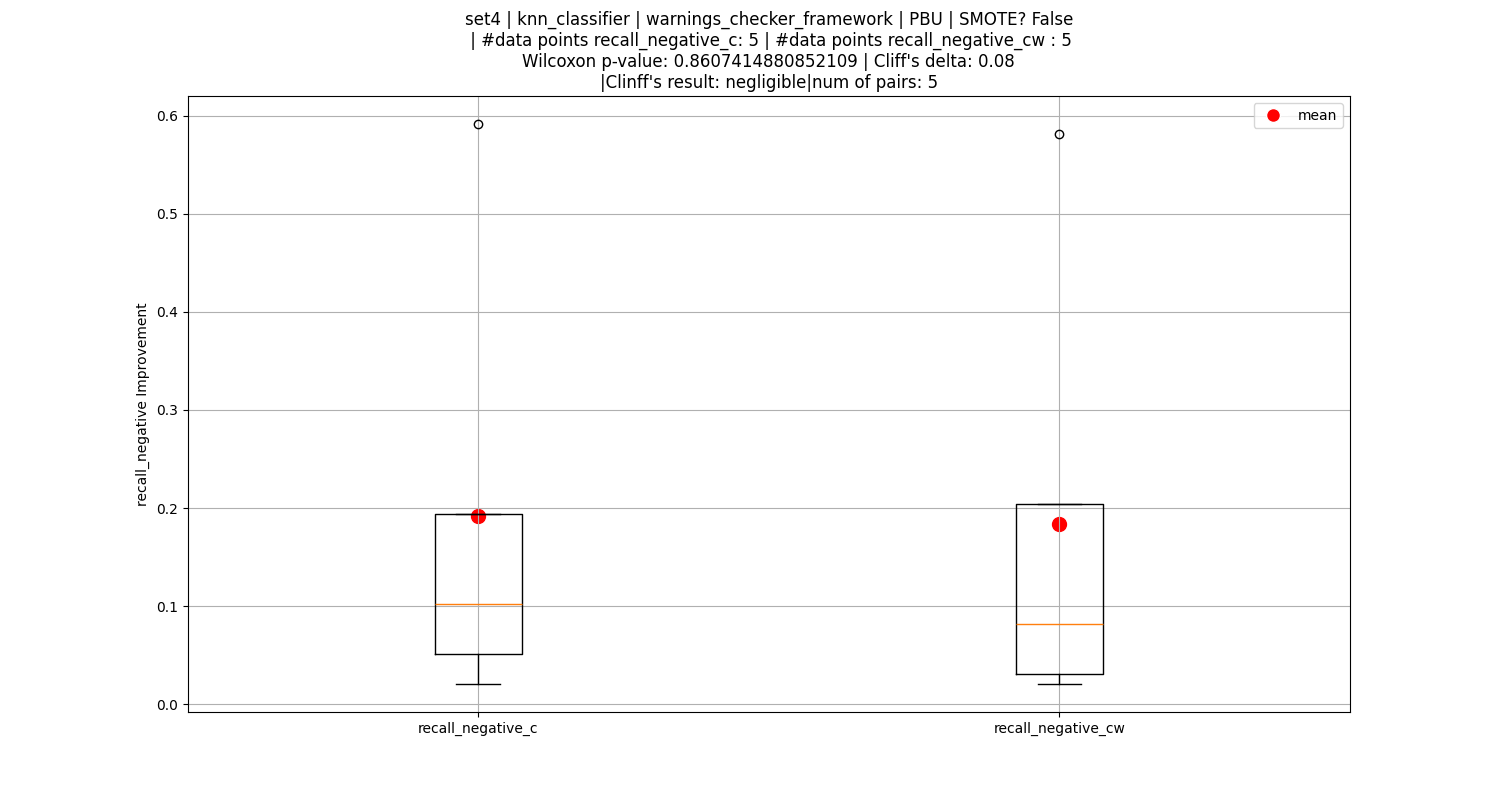 set4 | knn_classifier | warnings_checker_framework | PBU | SMOTE? False
| #data points recall_negative_c: 5 | #data points recall_negative_cw : 5
Wilcoxon p-value: 0.8607414880852109 | Cliff's delta: 0.08
|Clinff's result: negligible|num of pairs: 5
mean
0.6
0.5
0.4
0.3
0.2
0.1
0.0
recall_negative Improvement
recall_negative_c
recall_negative_cw